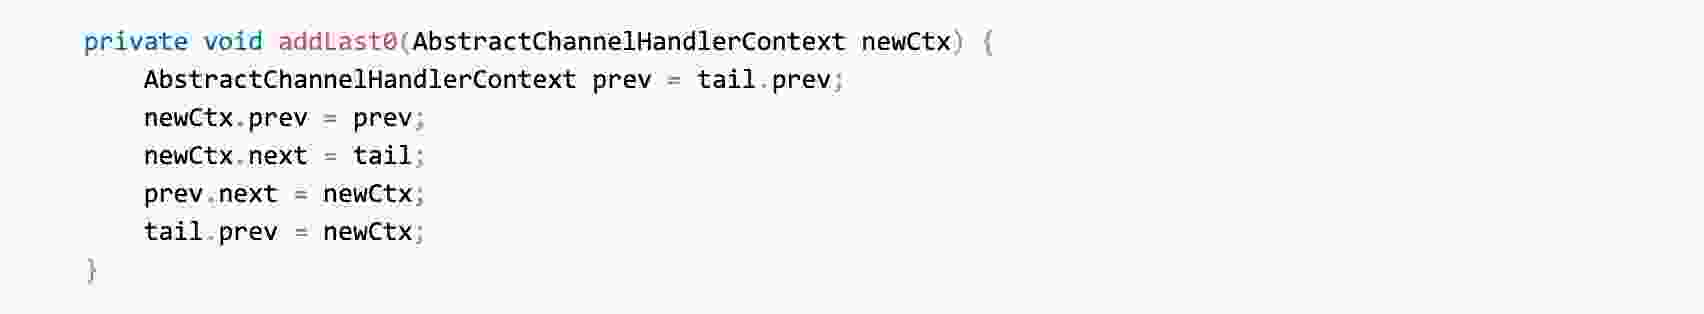 private void addLast0(AbstractChannelHandlerContext newCtx) {
    AbstractChannelHandlerContext prev = tail.prev;
    newCtx.prev = prev;
    newCtx.next = tail;
    prev.next = newCtx;
    tail.prev = newCtx;
}